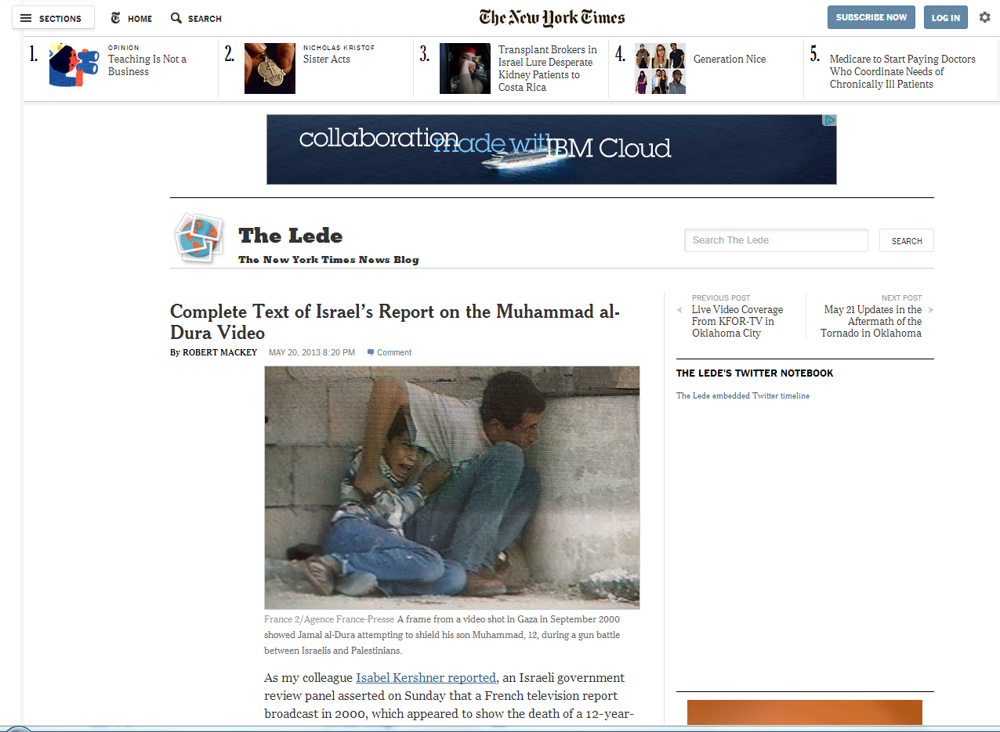 SECTIONS
HOME
SEARCH
The New York Times
SUBSCRIBE NOW
LOG IN
1.
OPINION
Teaching Is Not a
Business
2.
NICHOLAS KRISTOF
Sister Acts
3.
Transplant Brokers in
Israel Lure Desperate
Kidney Patients to
Costa Rica
4.
Generation Nice
5.
Medicare to Start Paying Doctors
Who Coordinate Needs of
Chronically Ill Patients
collaboration made with IBM Cloud
The Lede
The New York Times News Blog
Search The Lede
SEARCH
Complete Text of Israel's Report on the Muhammad al-
Dura Video
By ROBERT MACKEY MAY 20, 2013 8:20 PM Comment
France 2/Agence France-Presse A frame from a video shot in Gaza in September 2000
showed Jamal al-Dura attempting to shield his son Muhammad, 12, during a gun battle
between Israelis and Palestinians.
As my colleague Isabel Kershner reported, an Israeli government
review panel asserted on Sunday that a French television report
broadcast in 2000, which appeared to show the death of a 12-year-
PREVIOUS POST
Live Video Coverage
From KFOR-TV in
Oklahoma City
NEXT POST
May 21 Updates in the
Aftermath of the
Tornado in Oklahoma
THE LEDE'S TWITTER NOTEBOOK
The Lede embedded Twitter timeline